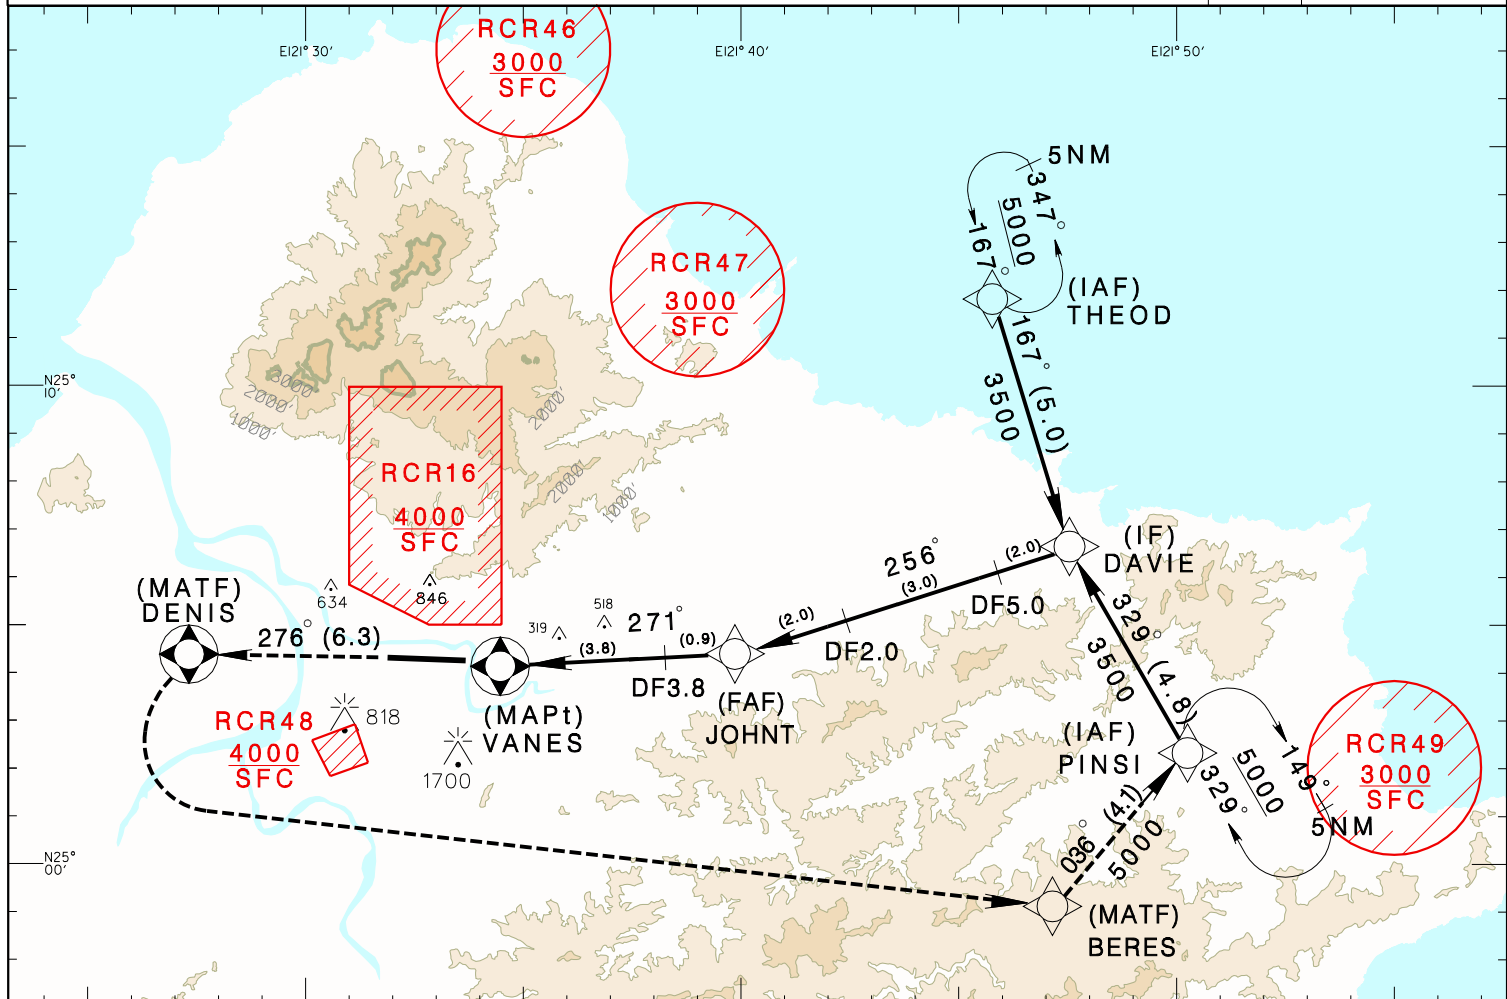 E121° 30'
E121° 40'
E121° 50'
RCR46
3000
SFC
5NM
347°
5000
167°
(IAF)
THEOD
RCR47
3000
SFC
167° (5.0)
3500
N25°
10'
3000'
2000'
1000'
2000'
2000'
1000'
RCR16
4000
SFC
(IF)
DAVIE
256°
(2.0)
(3.0)
(2.0)
DF5.0
DF2.0
(MATF)
DENIS
634
846
518
319
271°
(0.9)
(3.8)
276° (6.3)
DF3.8
(FAF)
JOHNT
(MAPt)
VANES
329° (4.8)
3500
RCR48
4000
SFC
818
1700
(IAF)
PINSI
149°
5000
329°
5NM
RCR49
3000
SFC
036° (4.1)
5000
N25°
00'
(MATF)
BERES